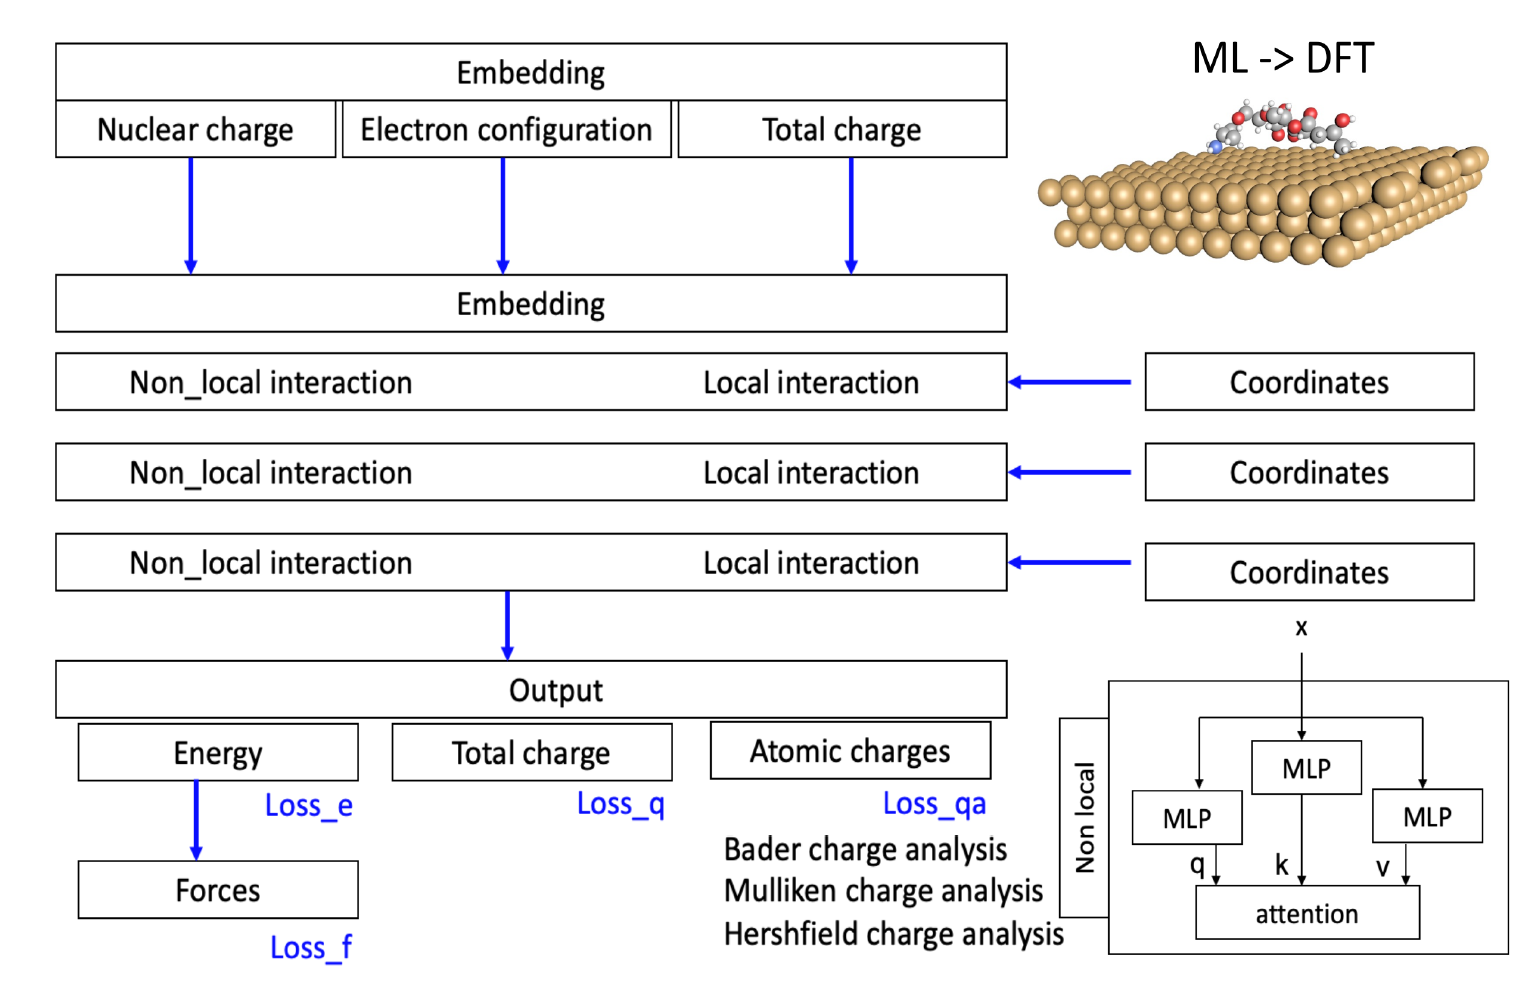 ML -> DFT
Embedding
Nuclear charge
Electron configuration
Total charge
Embedding
Non_local interaction
Local interaction
Coordinates
Non_local interaction
Local interaction
Coordinates
Non_local interaction
Local interaction
Coordinates
Output
Energy
Total charge
Atomic charges
Loss_e
Loss_q
Loss_qa
Bader charge analysis
Mulliken charge analysis
Hershfield charge analysis
Forces
Loss_f
x
Non local
MLP
MLP
MLP
q
k
v
attention